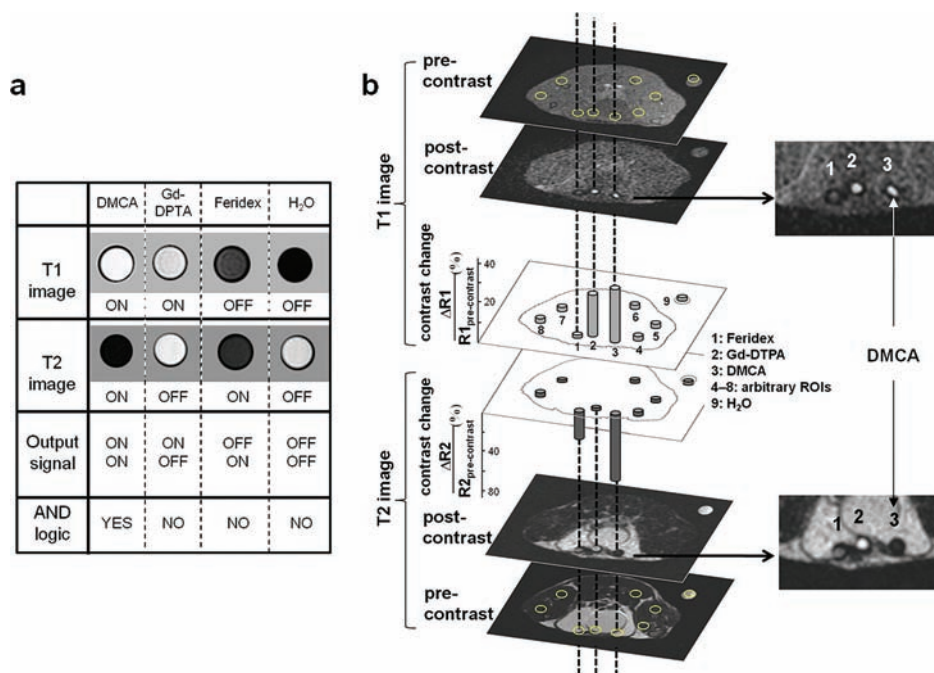 a
DMCA Gd-DPTA Feridex H₂O
T1 image
ON ON OFF OFF
T2 image
ON OFF ON OFF
Output signal
ON ON OFF OFF
ON OFF ON OFF
AND logic
YES NO NO NO
b
T1 image
pre-contrast
post-contrast
contrast change
ΔR1 (%)
R1pre-contrast
40
20
1
2
3
4
5
6
7
8
9
1 2 3
DMCA
1: Feridex
2: Gd-DTPA
3: DMCA
4–8: arbitrary ROIs
9: H₂O
T2 image
contrast change
ΔR2 (%)
R2pre-contrast
40
80
post-contrast
pre-contrast
1 2 3